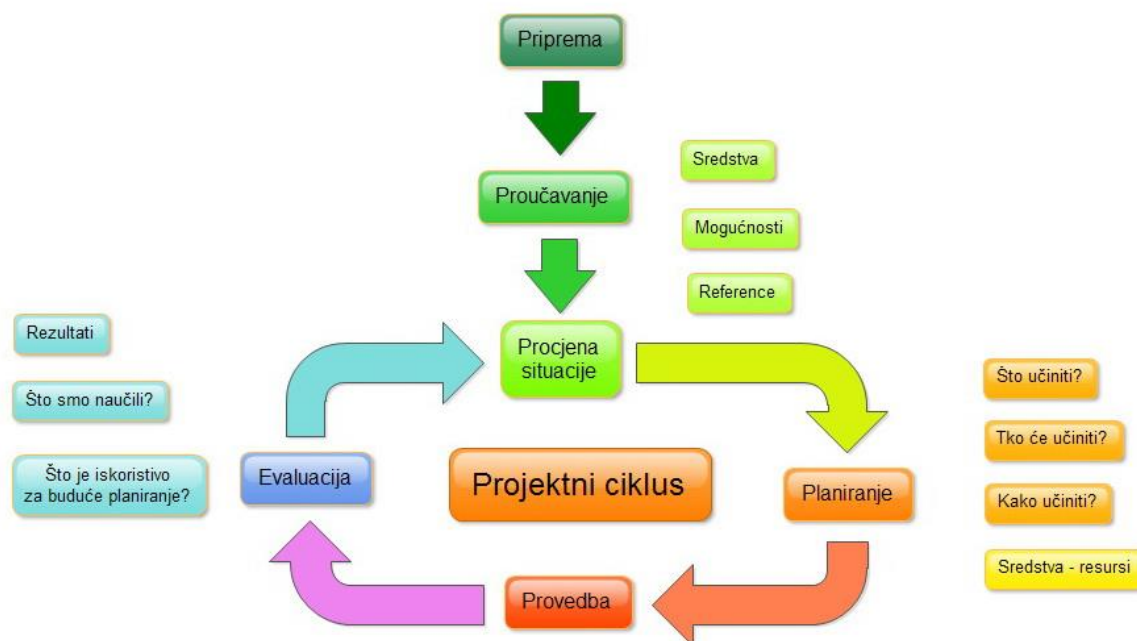 Priprema
Proučavanje
Sredstva
Mogućnosti
Reference
Procjena
situacije
Rezultati
Što smo naučili?
Što je iskoristivo
za buduće planiranje?
Evaluacija
Projektni ciklus
Planiranje
Što učiniti?
Tko će učiniti?
Kako učiniti?
Sredstva - resursi
Provedba